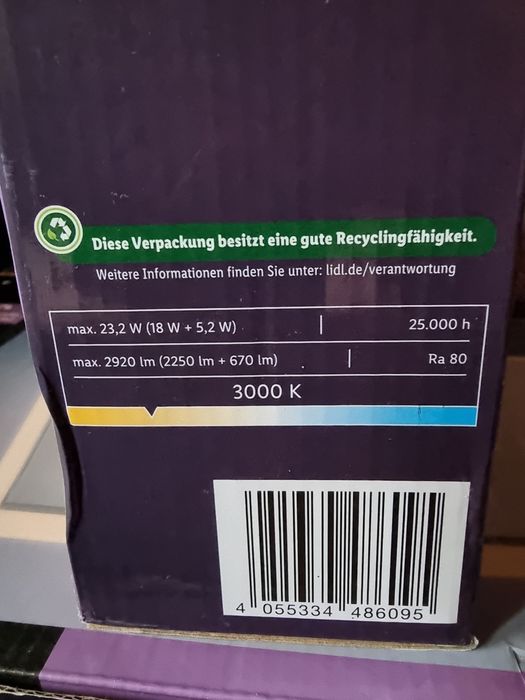 Diese Verpackung besitzt eine gute Recyclingfähigkeit.
Weitere Informationen finden Sie unter: lidl.de/verantwortung
max. 23,2 W (18 W + 5,2 W) | 25.000 h
max. 2920 lm (2250 lm + 670 lm) | Ra 80
3000 K
4 055334 486095